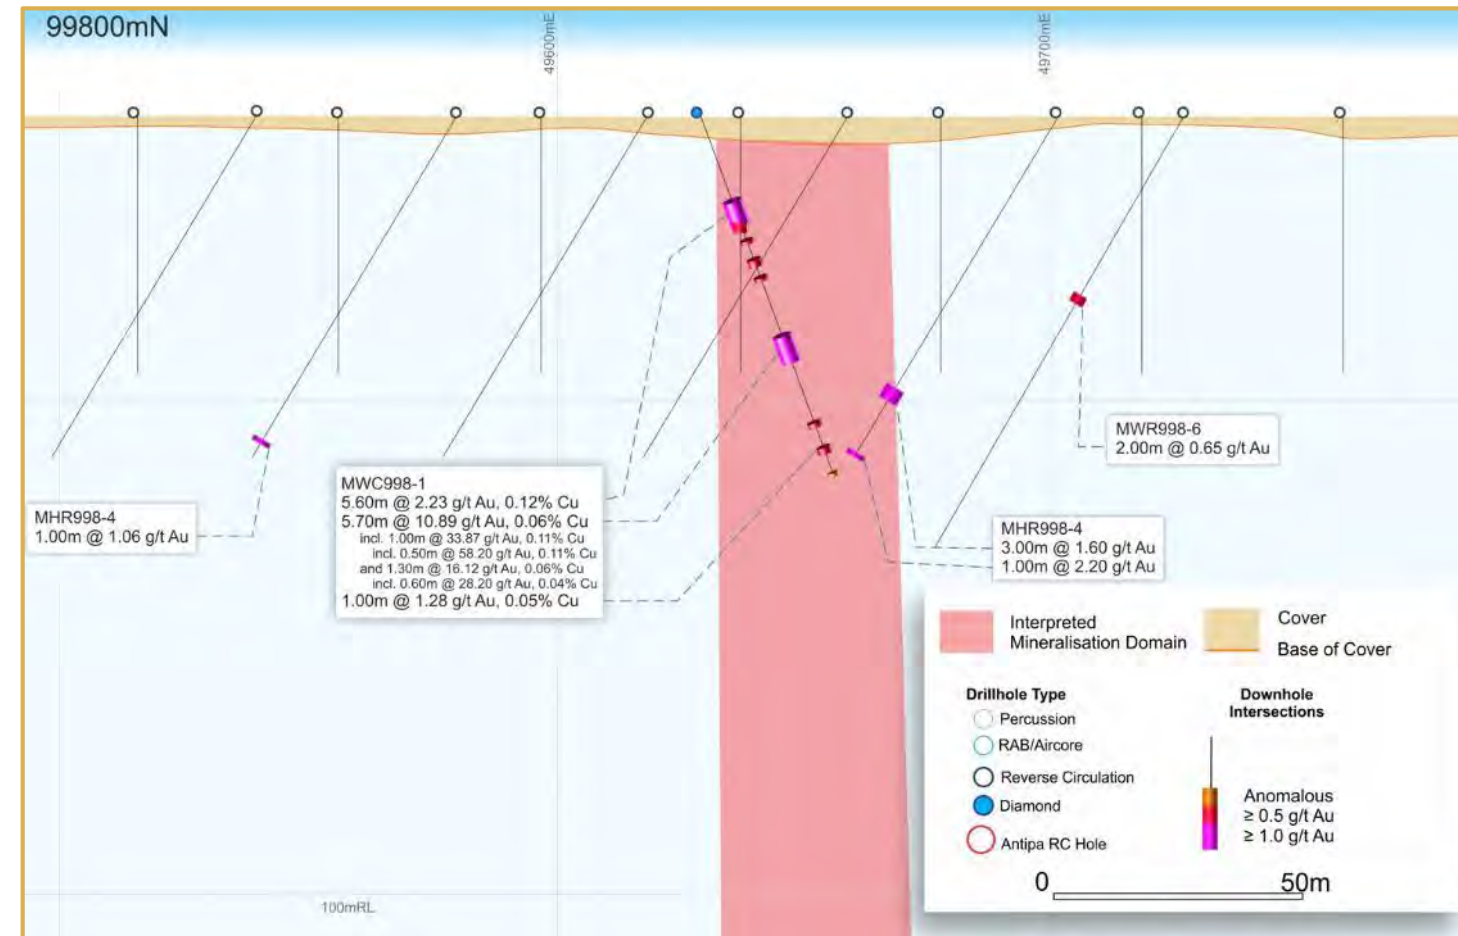 99800mN
49600mE
49700mE
MWR998-6
2.00m @ 0.65 g/t Au
MWC998-1
5.60m @ 2.23 g/t Au, 0.12% Cu
5.70m @ 10.89 g/t Au, 0.06% Cu
incl. 1.00m @ 33.87 g/t Au, 0.11% Cu
incl. 0.50m @ 58.20 g/t Au, 0.11% Cu
and 1.30m @ 16.12 g/t Au, 0.06% Cu
incl. 0.60m @ 28.20 g/t Au, 0.04% Cu
1.00m @ 1.28 g/t Au, 0.05% Cu
MHR998-4
1.00m @ 1.06 g/t Au
MHR998-4
3.00m @ 1.60 g/t Au
1.00m @ 2.20 g/t Au
Interpreted
Mineralisation Domain
Cover
Base of Cover
Drillhole Type
Percussion
RAB/Aircore
Reverse Circulation
Diamond
Antipa RC Hole
Downhole
Intersections
Anomalous
≥ 0.5 g/t Au
≥ 1.0 g/t Au
0 50m
100mRL